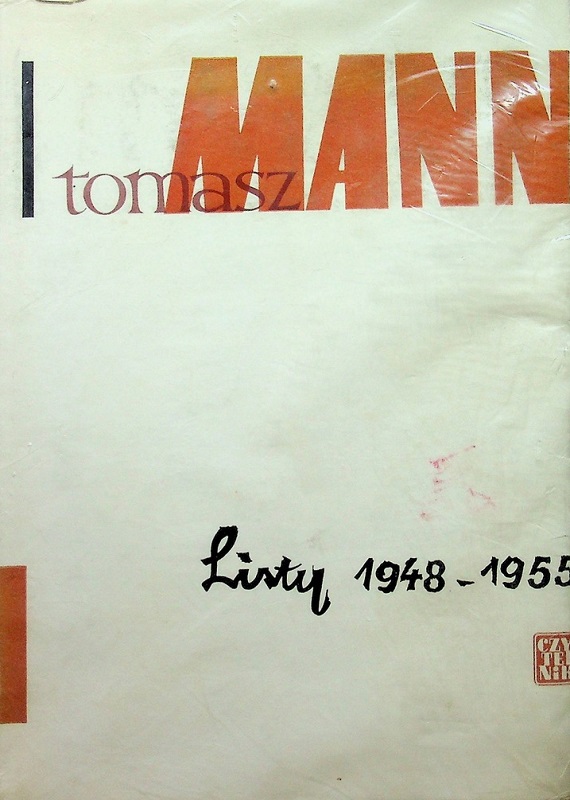 tomasz MANN
Listy 1948-1955
CZY
TEL
NIK